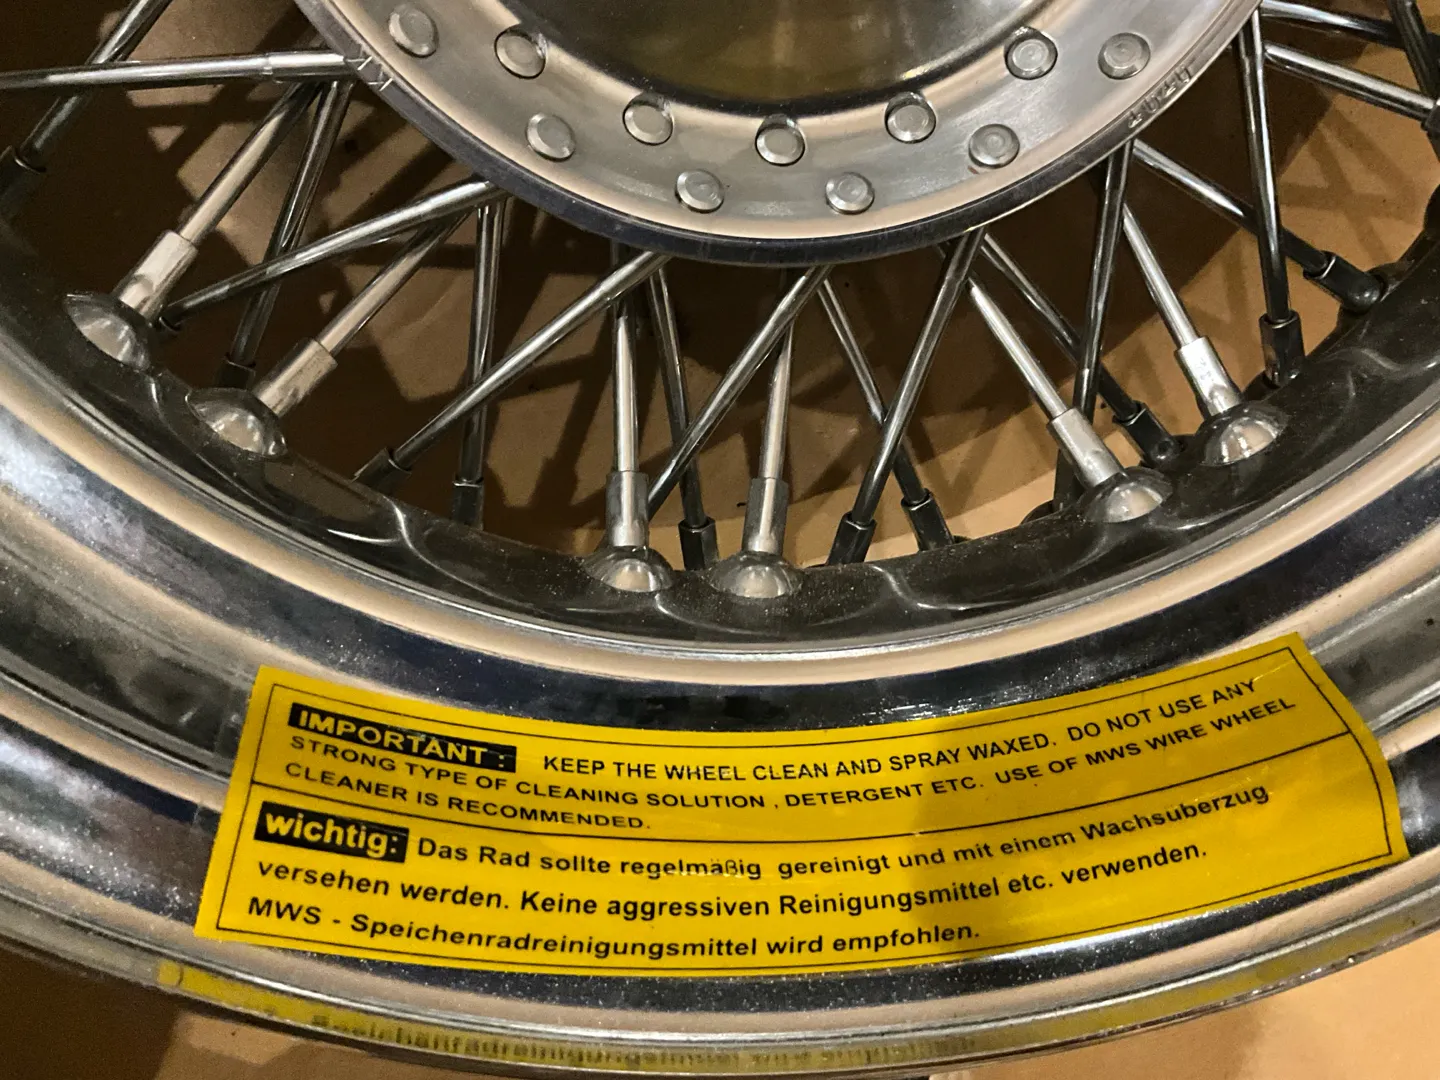 IMPORTANT : KEEP THE WHEEL CLEAN AND SPRAY WAXED. DO NOT USE ANY
STRONG TYPE OF CLEANING SOLUTION , DETERGENT ETC. USE OF MWS WIRE WHEEL
CLEANER IS RECOMMENDED.
wichtig: Das Rad sollte regelmäßig gereinigt und mit einem Wachsüberzug
versehen werden. Keine aggressiven Reinigungsmittel etc. verwenden.
MWS - Speichenradreinigungsmittel wird empfohlen.